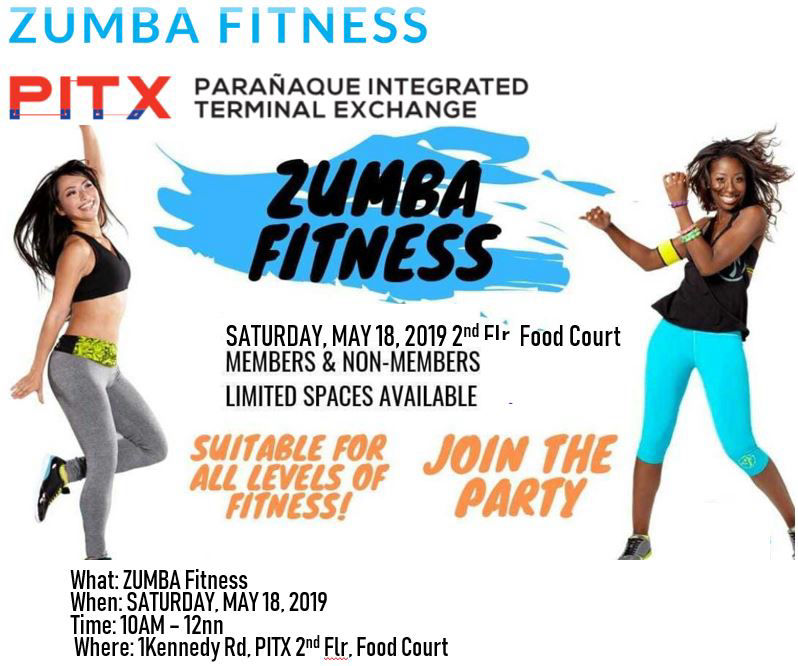 ZUMBA FITNESS
PITX
PARAÑAQUE INTEGRATED
TERMINAL EXCHANGE
ZUMBA
FITNESS
SATURDAY, MAY 18, 2019 2nd Flr Food Court
MEMBERS & NON-MEMBERS
LIMITED SPACES AVAILABLE
SUITABLE FOR
ALL LEVELS OF
FITNESS!
JOIN THE
PARTY
What: ZUMBA Fitness
When: SATURDAY, MAY 18, 2019
Time: 10AM – 12nn
Where: 1Kennedy Rd, PITX 2nd Flr, Food Court